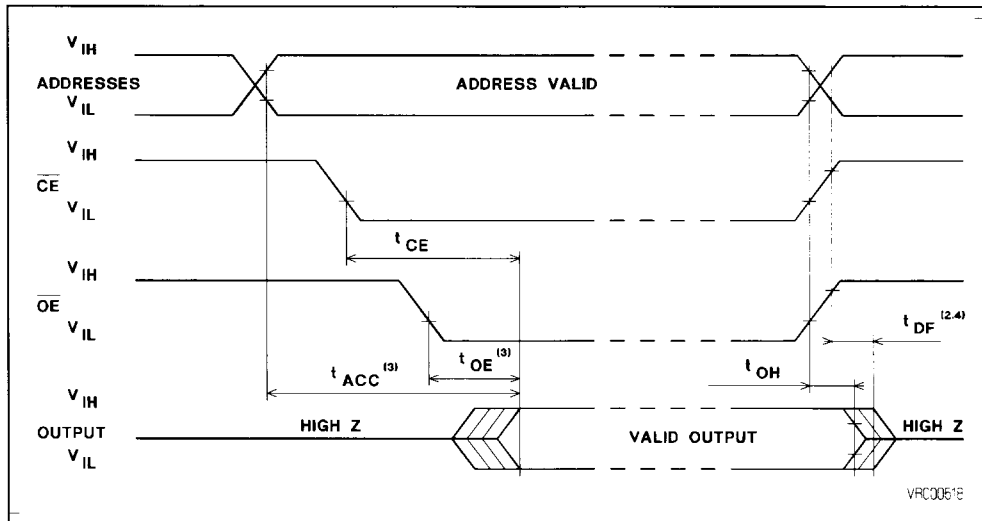 V IH
ADDRESSES
ADDRESS VALID
V IL
V IH
CE
V IL
t CE
V IH
OE
V IL
t DF (2.4)
t OE (3)
t ACC (3)
t OH
V IH
HIGH Z
OUTPUT
VALID OUTPUT
HIGH Z
V IL
VRC00518